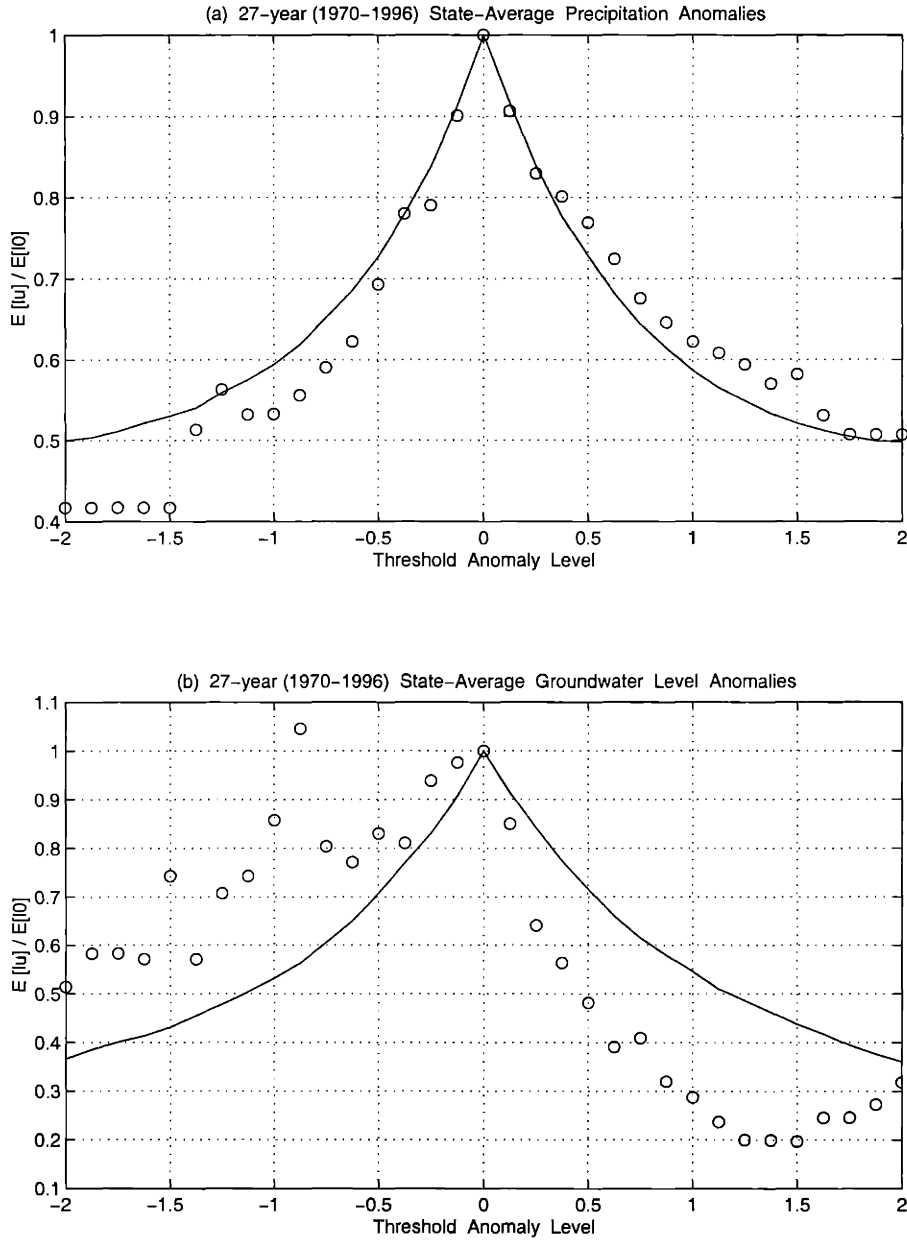 (a) 27-year (1970-1996) State-Average Precipitation Anomalies
1
0.9
0.8
0.7
0.6
0.5
0.4
E [Iu] / E[I0]
-2 -1.5 -1 -0.5 0 0.5 1 1.5 2
Threshold Anomaly Level
(b) 27-year (1970-1996) State-Average Groundwater Level Anomalies
1.1
1
0.9
0.8
0.7
0.6
0.5
0.4
0.3
0.2
0.1
E [Iu] / E[I0]
-2 -1.5 -1 -0.5 0 0.5 1 1.5 2
Threshold Anomaly Level